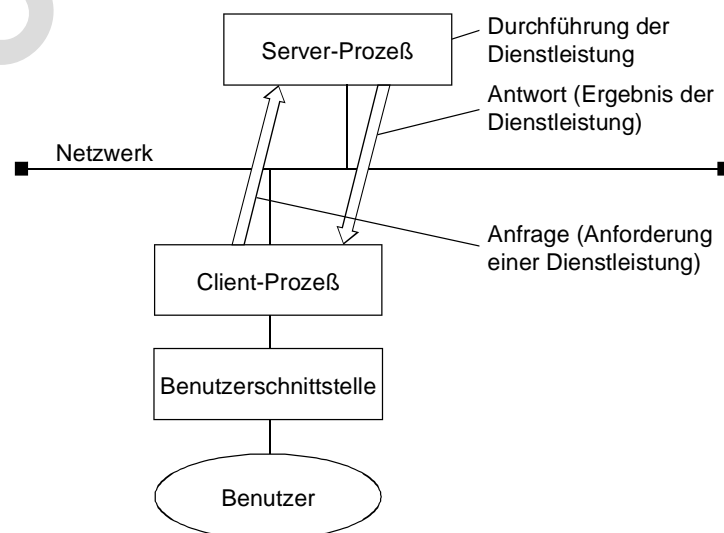 Server-Prozeß
Durchführung der
Dienstleistung
Antwort (Ergebnis der
Dienstleistung)
Netzwerk
Anfrage (Anforderung
einer Dienstleistung)
Client-Prozeß
Benutzerschnittstelle
Benutzer